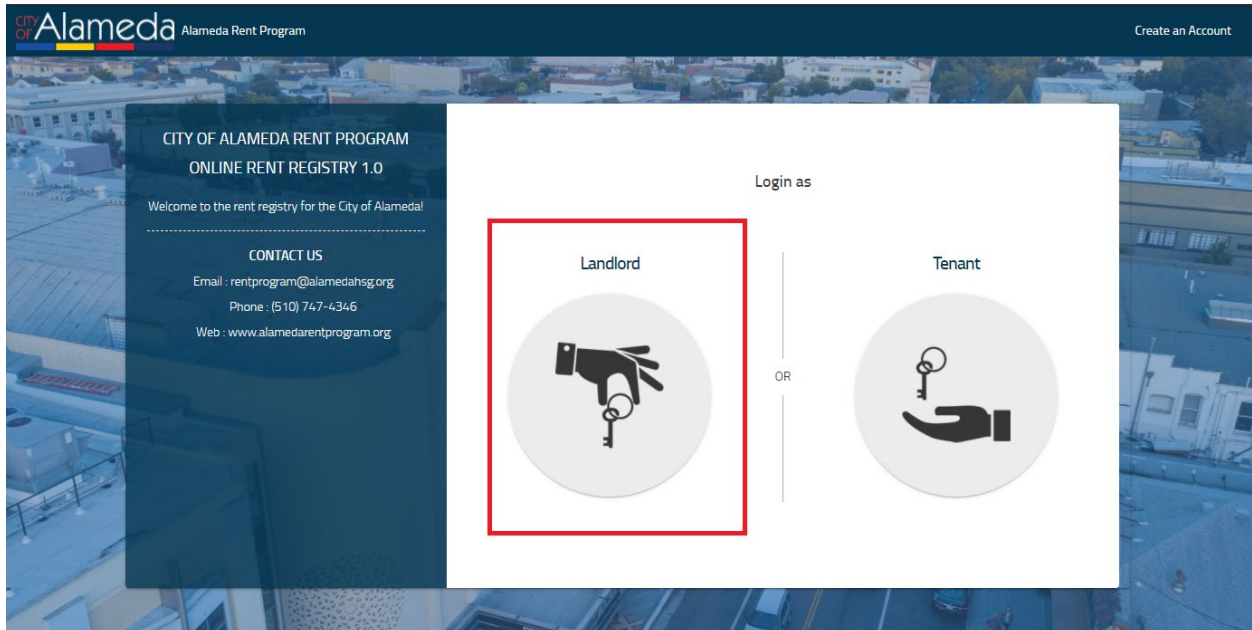 CITY OF Alameda Alameda Rent Program
Create an Account
CITY OF ALAMEDA RENT PROGRAM
ONLINE RENT REGISTRY 1.0
Welcome to the rent registry for the City of Alameda!
CONTACT US
Email : rentprogram@alamedahsg.org
Phone : (510) 747-4346
Web : www.alamedarentprogram.org
Login as
Landlord
OR
Tenant